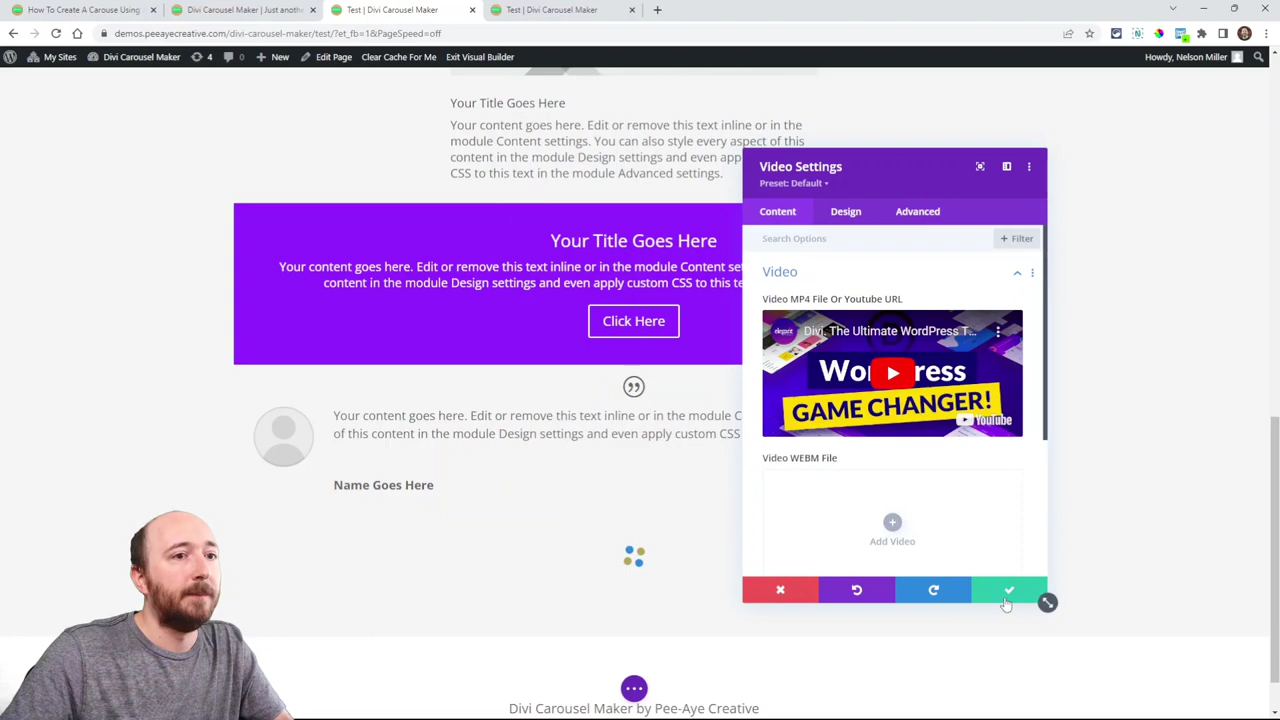 How To Create A Carouse Using
Divi Carousel Maker | Just anothe
Test | Divi Carousel Maker
Test | Divi Carousel Maker
demos.peeayecreative.com/divi-carousel-maker/test/?et_fb=1&PageSpeed=off
My Sites
Divi Carousel Maker
4
0
New
Edit Page
Clear Cache For Me
Exit Visual Builder
Howdy, Nelson Miller
Your Title Goes Here
Your content goes here. Edit or remove this text inline or in the
module Content settings. You can also style every aspect of this
content in the module Design settings and even app
CSS to this text in the module Advanced settings.
Your Title Goes Here
Your content goes here. Edit or remove this text inline or in the module Content set
content in the module Design settings and even apply custom CSS to this te
Click Here
Your content goes here. Edit or remove this text inline or in the module C
of this content in the module Design settings and even apply custom CSS
Name Goes Here
Video Settings
Preset: Default
Content
Design
Advanced
Search Options
+ Filter
Video
Video MP4 File Or Youtube URL
elegant
Divi. The Ultimate WordPress T...
WordPress
GAME CHANGER!
YouTube
Video WEBM File
Add Video
Divi Carousel Maker by Pee-Aye Creative